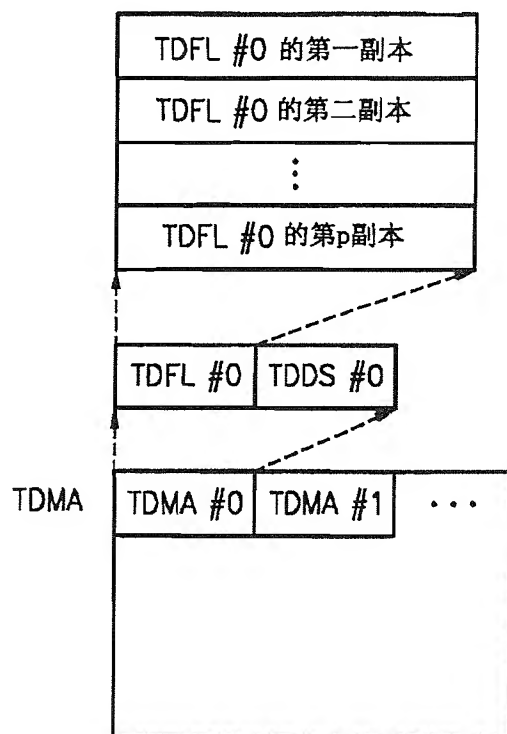 TDFL #0 的第一副本
TDFL #0 的第二副本
⋮
TDFL #0 的第p副本
TDFL #0 TDDS #0
TDMA TDMA #0 TDMA #1 ···